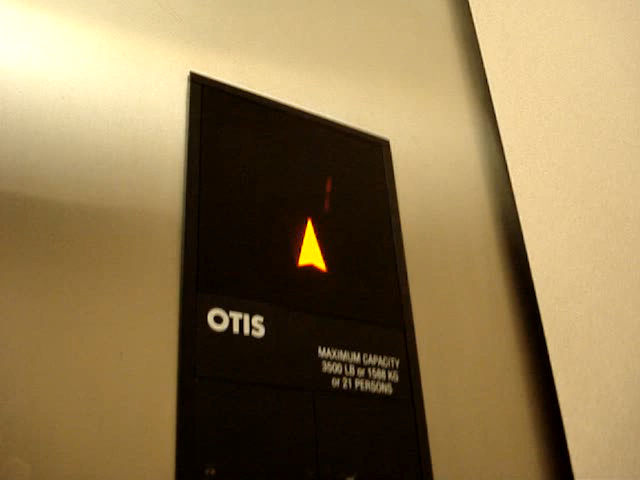 OTIS
MAXIMUM CAPACITY
3500 LB or 1588 KG
or 21 PERSONS